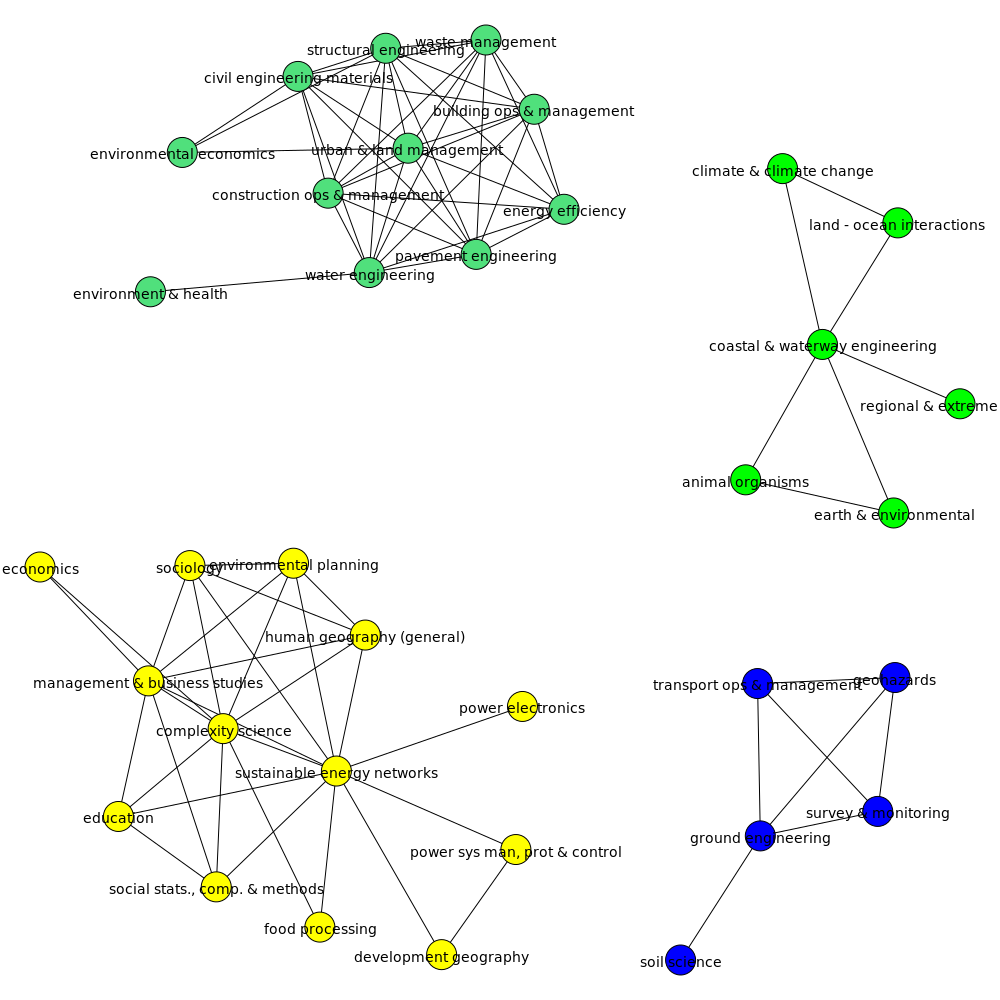 waste management
structural engineering
civil engineering materials
building ops & management
environmental economics
urban & land management
construction ops & management
energy efficiency
pavement engineering
water engineering
environment & health
climate & climate change
land - ocean interactions
coastal & waterway engineering
regional & extreme
animal organisms
earth & environmental
economics
sociology
environmental planning
human geography (general)
management & business studies
power electronics
complexity science
sustainable energy networks
education
power sys man, prot & control
social stats., comp. & methods
food processing
development geography
transport ops & management
geohazards
survey & monitoring
ground engineering
soil science